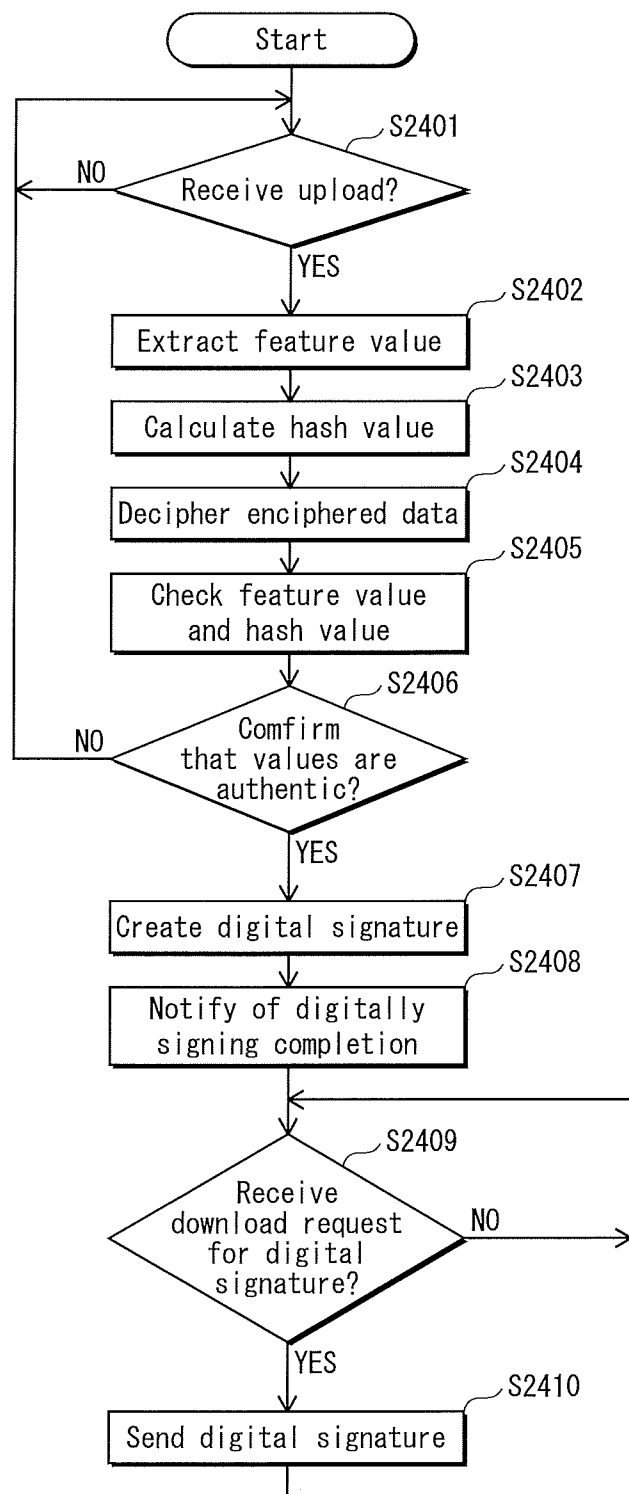 Start
S2401
NO
Receive upload?
YES
S2402
Extract feature value
S2403
Calculate hash value
S2404
Decipher enciphered data
S2405
Check feature value
and hash value
S2406
NO
Comfirm
that values are
authentic?
YES
S2407
Create digital signature
S2408
Notify of digitally
signing completion
S2409
Receive
download request
for digital
signature?
NO
YES
S2410
Send digital signature